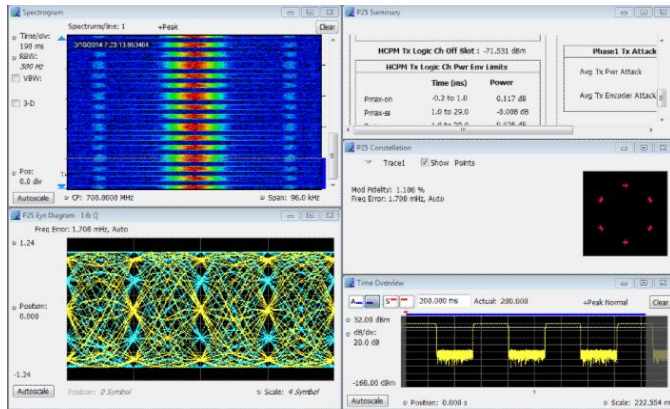 Spectrogram
Spectrums/line: 1 +Peak Clear
Time/div:
190 ms
RBW:
500 Hz
VBW:
3-D
Pos:
0.0 div
Autoscale CF: 700.0000 MHz Span: 96.0 kHz
3/10/2014 7:23:13.863464
P25 Summary
HCPM Tx Logic Ch Off Slot : -71.531 dBm
HCPM Tx Logic Ch Pwr Env Limits
Time (ms) Power
Pmax-on -0.2 to 1.0 0.117 dB
Pmax-ss 1.0 to 29.0 -0.008 dB
Phase1 Tx Attack
Avg Tx Pwr Attack
Avg Tx Encoder Attack
P25 Constellation
Trace1 Show Points
Mod Fidelity: 1.106 %
Freq Error: 1.708 mHz, Auto
P25 Eye Diagram - I & Q
Freq Error: 1.708 mHz, Auto
1.24
Position:
0.000
-1.24
Autoscale Position: 0 Symbol Scale: 4 Symbol
Time Overview
200.000 ms Actual: 200.000 +Peak Normal Clear
32.00 dBm
dB/div:
20.0 dB
-168.00 dBm
Autoscale Position: 0.000 s Scale: 222.354 m